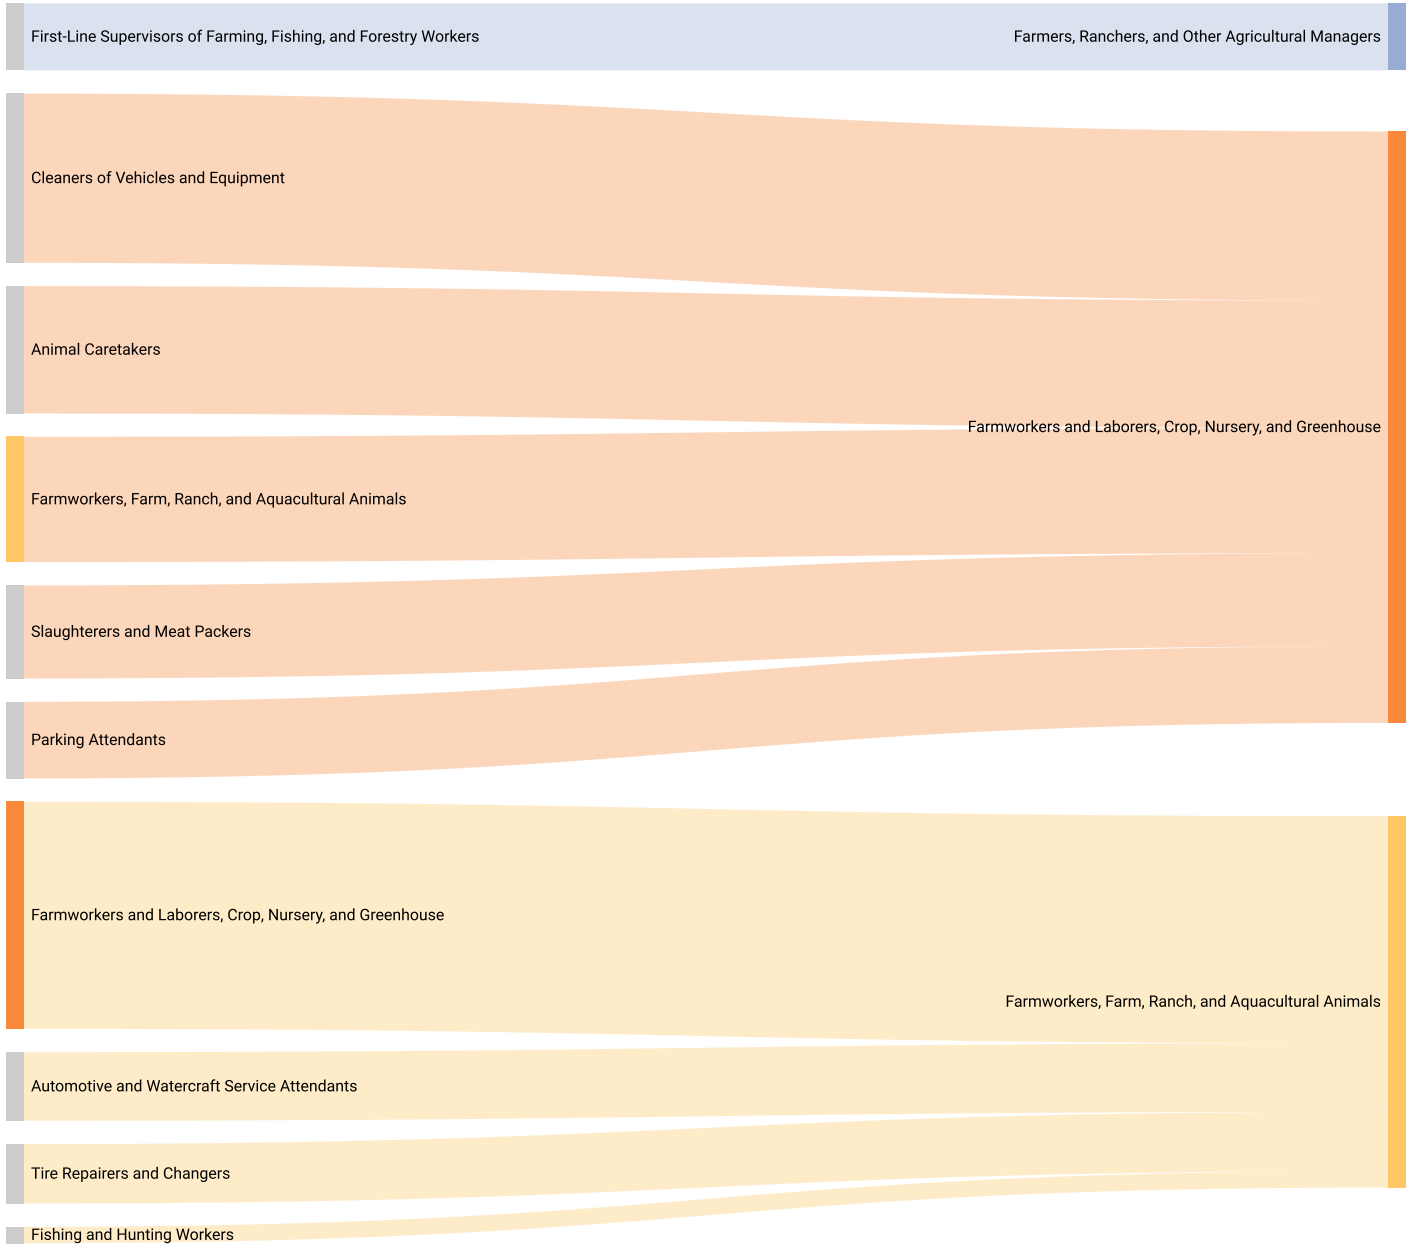 First-Line Supervisors of Farming, Fishing, and Forestry Workers
Farmers, Ranchers, and Other Agricultural Managers
Cleaners of Vehicles and Equipment
Animal Caretakers
Farmworkers and Laborers, Crop, Nursery, and Greenhouse
Farmworkers, Farm, Ranch, and Aquacultural Animals
Slaughterers and Meat Packers
Parking Attendants
Farmworkers and Laborers, Crop, Nursery, and Greenhouse
Farmworkers, Farm, Ranch, and Aquacultural Animals
Automotive and Watercraft Service Attendants
Tire Repairers and Changers
Fishing and Hunting Workers